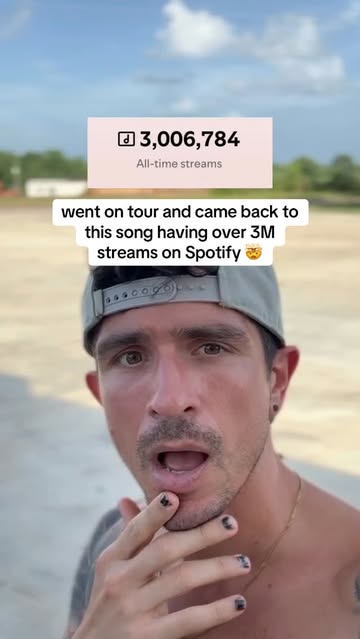 3,006,784
All-time streams
went on tour and came back to
this song having over 3M
streams on Spotify 🤯